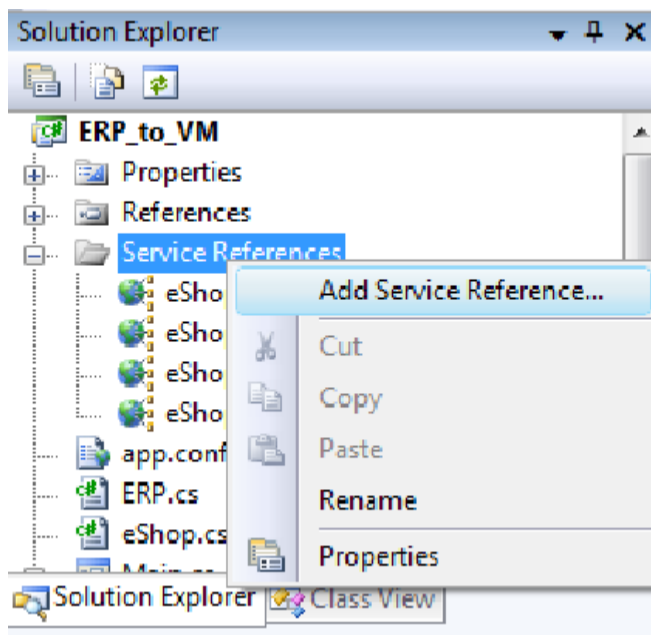 Solution Explorer
ERP_to_VM
Properties
References
Service References
eSho
Add Service Reference...
eSho
Cut
eSho
Copy
eSho
Paste
app.conf
ERP.cs
Rename
eShop.cs
Properties
Solution Explorer
Class View